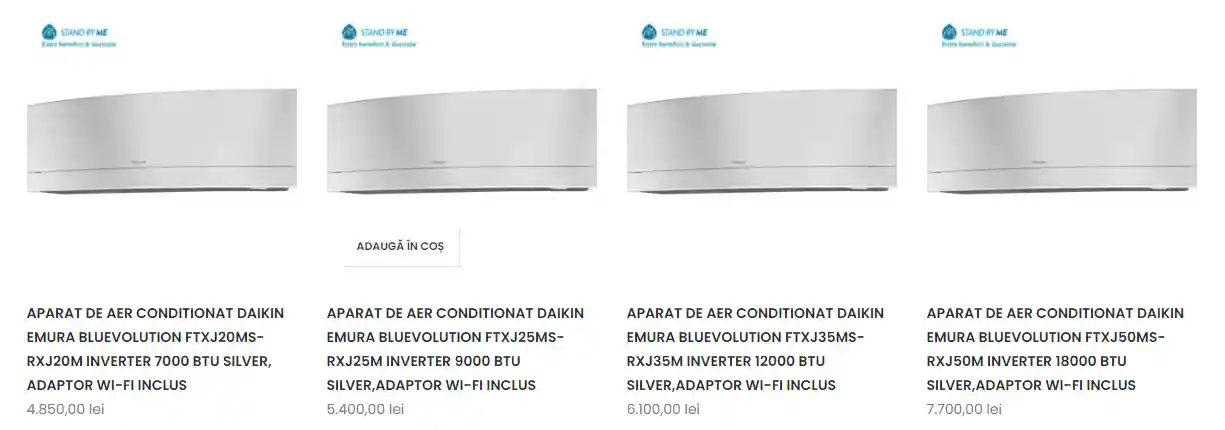 STAND BY ME
Extra benefits & Guarantee
STAND BY ME
Extra benefits & Guarantee
STAND BY ME
Extra benefits & Guarantee
STAND BY ME
Extra benefits & Guarantee
ADAUGĂ ÎN COȘ
APARAT DE AER CONDITIONAT DAIKIN
EMURA BLUEVOLUTION FTXJ20MS-
RXJ20M INVERTER 7000 BTU SILVER,
ADAPTOR WI-FI INCLUS
4.850,00 lei
APARAT DE AER CONDITIONAT DAIKIN
EMURA BLUEVOLUTION FTXJ25MS-
RXJ25M INVERTER 9000 BTU
SILVER,ADAPTOR WI-FI INCLUS
5.400,00 lei
APARAT DE AER CONDITIONAT DAIKIN
EMURA BLUEVOLUTION FTXJ35MS-
RXJ35M INVERTER 12000 BTU
SILVER,ADAPTOR WI-FI INCLUS
6.100,00 lei
APARAT DE AER CONDITIONAT DAIKIN
EMURA BLUEVOLUTION FTXJ50MS-
RXJ50M INVERTER 18000 BTU
SILVER,ADAPTOR WI-FI INCLUS
7.700,00 lei